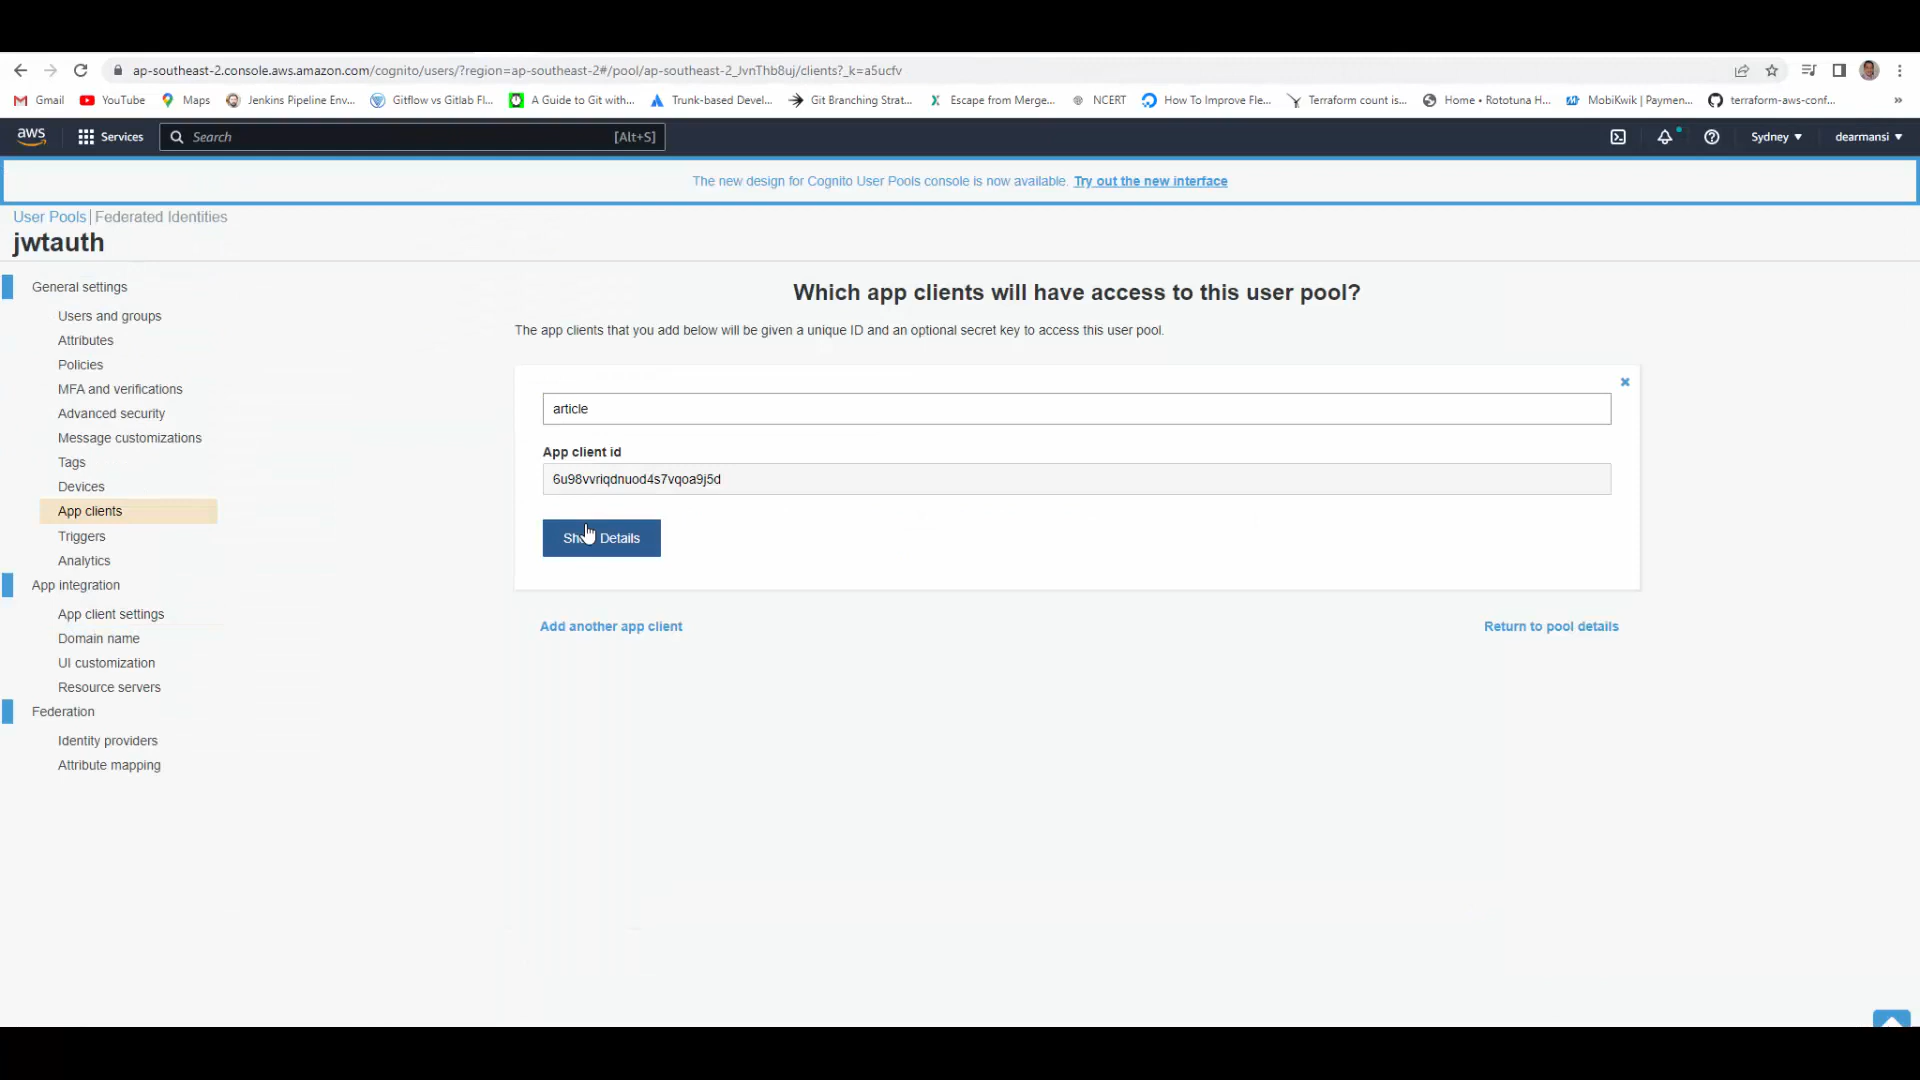 ap-southeast-2.console.aws.amazon.com/cognito/users/?region=ap-southeast-2#/pool/ap-southeast-2_JvnThb8uj/clients?_k=a5ucfv
Gmail YouTube Maps Jenkins Pipeline Env... Gitflow vs Gitlab Fl... A Guide to Git with... Trunk-based Devel... Git Branching Strat... Escape from Merge... NCERT How To Improve Fle... Terraform count is... Home • Rototuna H... MobiKwik | Paymen... terraform-aws-conf... »
aws Services Search [Alt+S] Sydney dearmansi
The new design for Cognito User Pools console is now available. Try out the new interface
User Pools | Federated Identities
jwtauth
General settings
Users and groups
Attributes
Policies
MFA and verifications
Advanced security
Message customizations
Tags
Devices
App clients
Triggers
Analytics
App integration
App client settings
Domain name
UI customization
Resource servers
Federation
Identity providers
Attribute mapping
Which app clients will have access to this user pool?
The app clients that you add below will be given a unique ID and an optional secret key to access this user pool.
article
App client id
6u98vvriqdnuod4s7vqoa9j5d
Show Details
Add another app client
Return to pool details